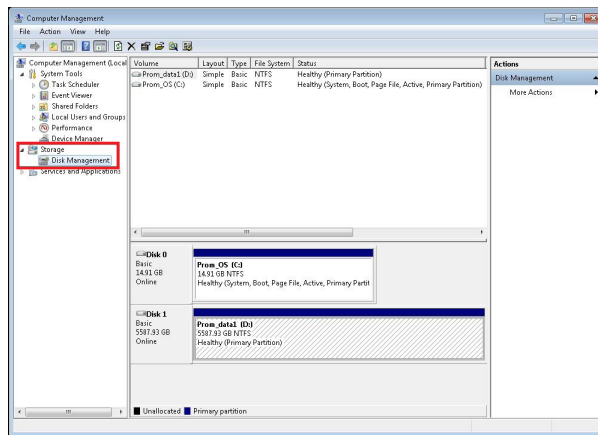 Computer Management
File Action View Help
Computer Management (Local
System Tools
Task Scheduler
Event Viewer
Shared Folders
Local Users and Groups
Performance
Device Manager
Storage
Disk Management
Services and Applications
Volume Layout Type File System Status
Prom_data1 (D:) Simple Basic NTFS Healthy (Primary Partition)
Prom_OS (C:) Simple Basic NTFS Healthy (System, Boot, Page File, Active, Primary Partition)
Actions
Disk Management
More Actions
Disk 0
Basic
14.91 GB
Online
Prom_OS (C:)
14.91 GB NTFS
Healthy (System, Boot, Page File, Active, Primary Partit
Disk 1
Basic
5587.93 GB
Online
Prom_data1 (D:)
5587.93 GB NTFS
Healthy (Primary Partition)
Unallocated Primary partition